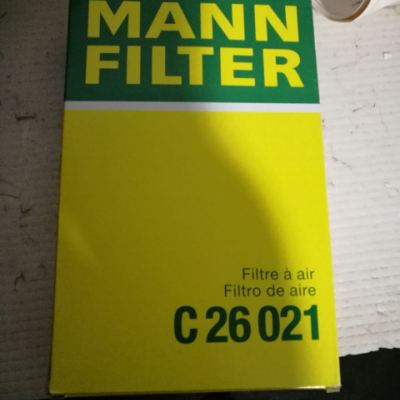 MANN
FILTER
Filtre à air
Filtro de aire
C 26 021